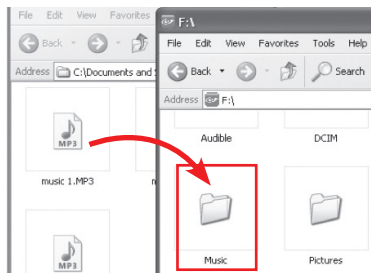 File Edit View Favorites
Back
Address C:\Documents and
MP3
music 1.MP3
MP3
F:\
File Edit View Favorites Tools Help
Back Search
Address F:\
Audible DCIM
Music Pictures